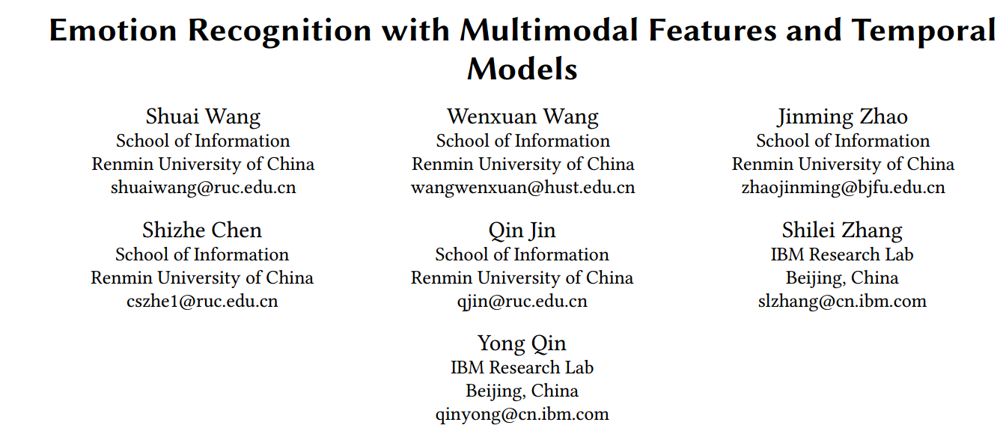 Emotion Recognition with Multimodal Features and Temporal
Models
Shuai Wang
School of Information
Renmin University of China
shuaiwang@ruc.edu.cn
Wenxuan Wang
School of Information
Renmin University of China
wangwenxuan@hust.edu.cn
Jinming Zhao
School of Information
Renmin University of China
zhaojinming@bjfu.edu.cn
Shizhe Chen
School of Information
Renmin University of China
cszhe1@ruc.edu.cn
Qin Jin
School of Information
Renmin University of China
qjin@ruc.edu.cn
Shilei Zhang
IBM Research Lab
Beijing, China
slzhang@cn.ibm.com
Yong Qin
IBM Research Lab
Beijing, China
qinyong@cn.ibm.com